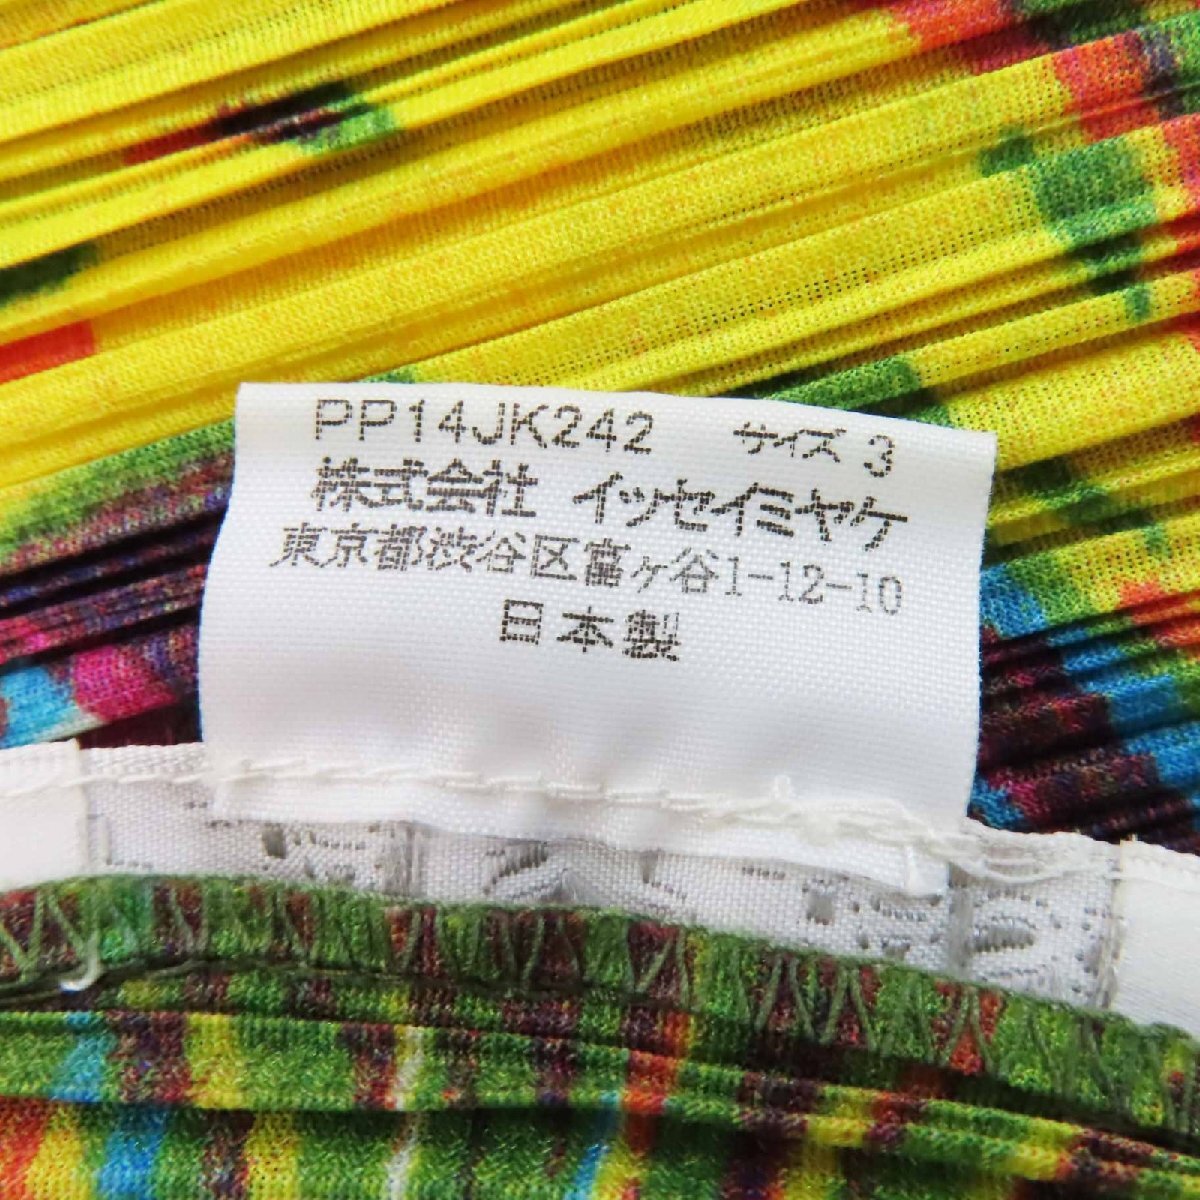 PP14JK242 サイズ 3
株式会社 イッセイミヤケ
東京都渋谷区富ヶ谷1-12-10
日本製